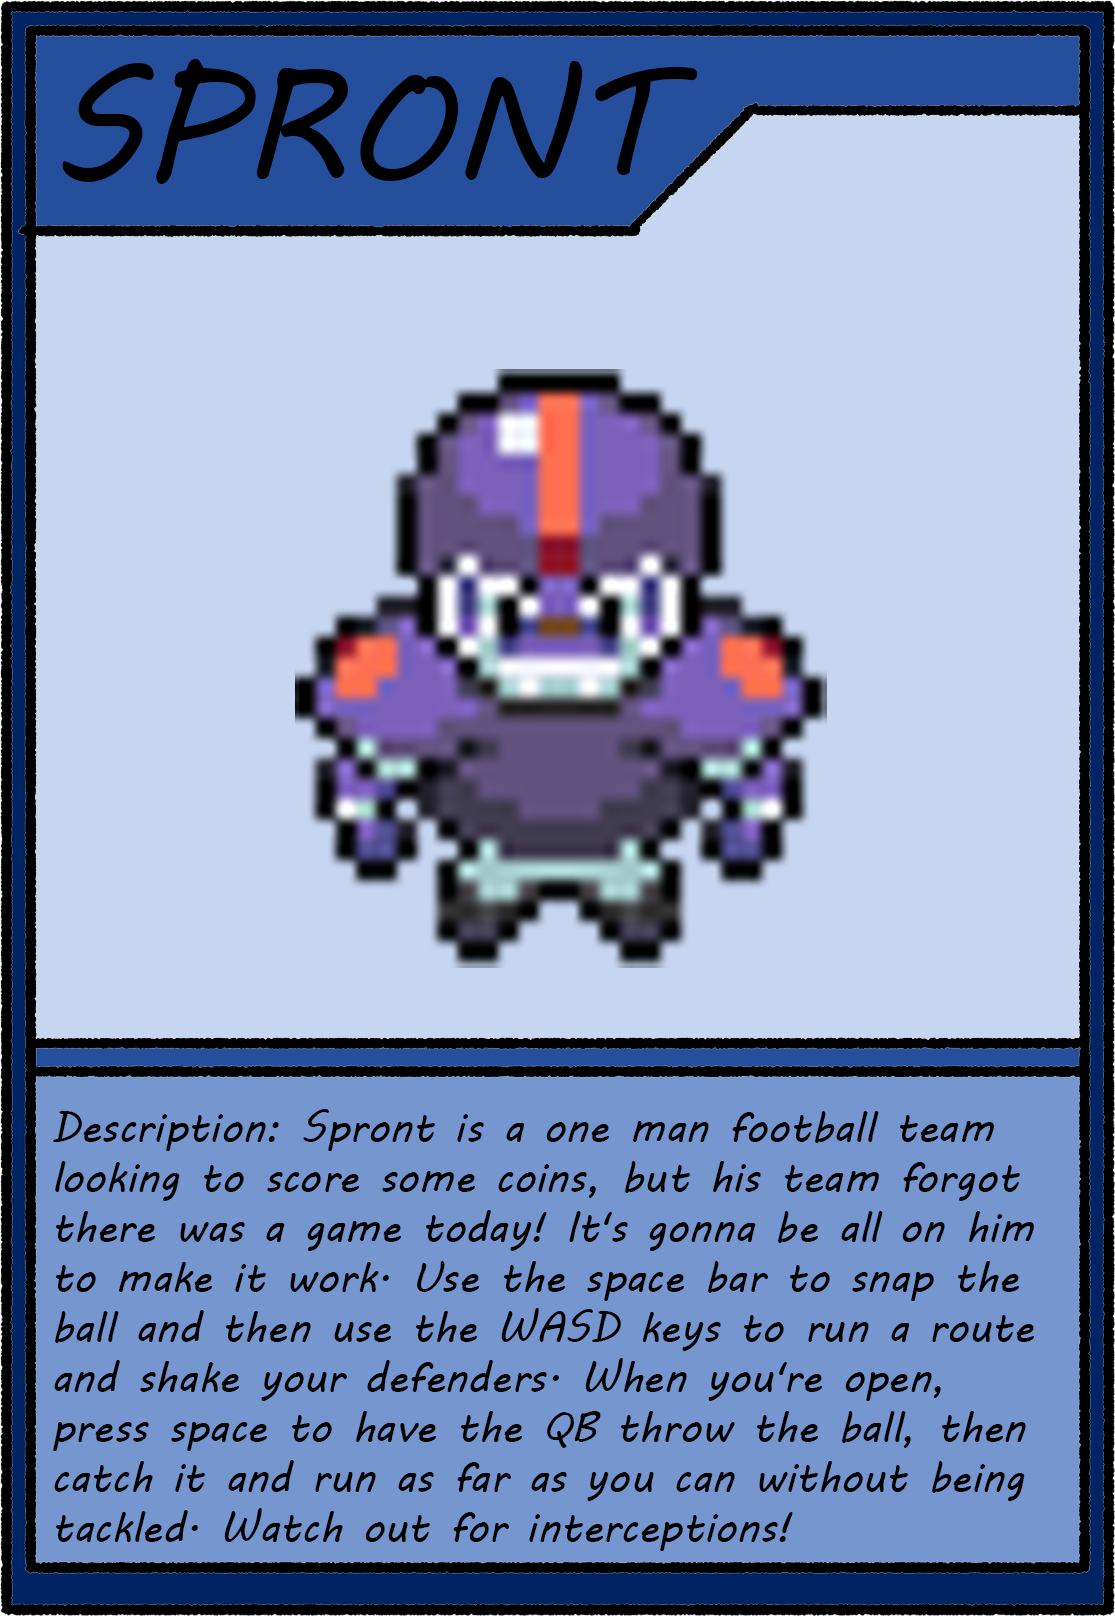 SPRONT
Description: Spront is a one man football team
looking to score some coins, but his team forgot
there was a game today! It's gonna be all on him
to make it work. Use the space bar to snap the
ball and then use the WASD keys to run a route
and shake your defenders. When you're open,
press space to have the QB throw the ball, then
catch it and run as far as you can without being
tackled. Watch out for interceptions!